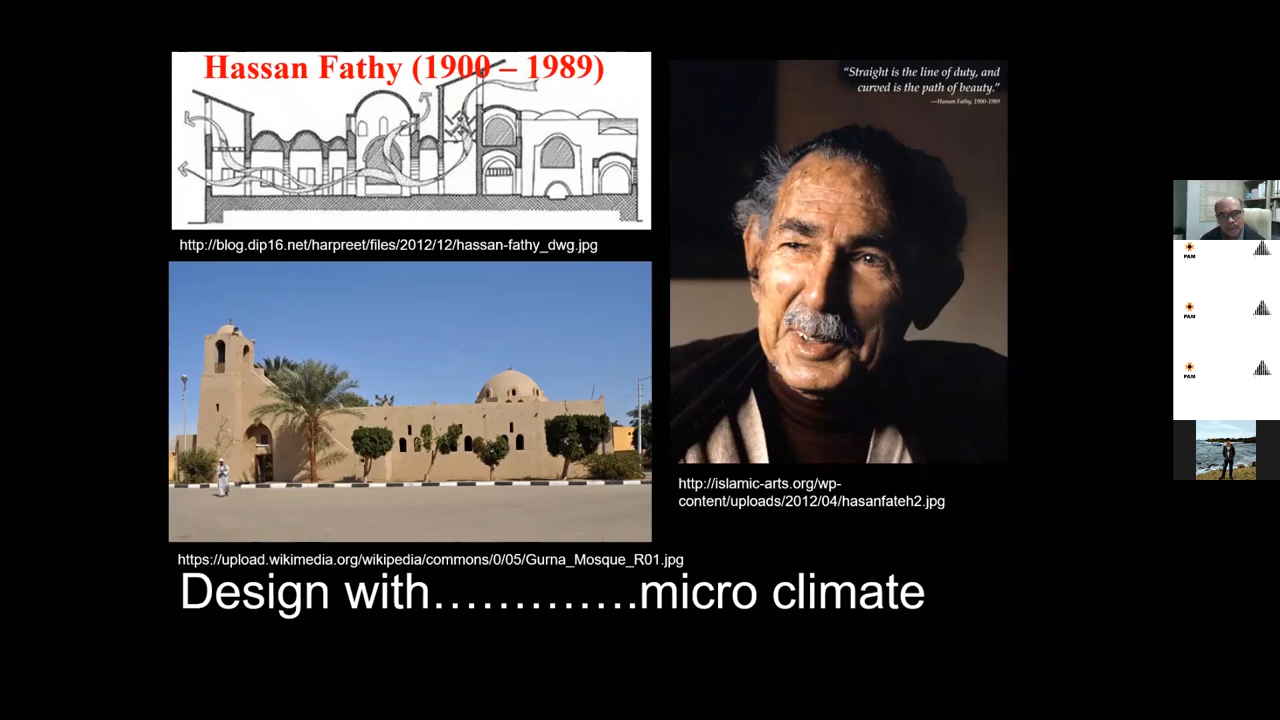 Hassan Fathy (1900 – 1989)
“Straight is the line of duty, and
curved is the path of beauty.”
—Hassan Fathy, 1900-1989
http://blog.dip16.net/harpreet/files/2012/12/hassan-fathy_dwg.jpg
http://islamic-arts.org/wp-
content/uploads/2012/04/hasanfateh2.jpg
https://upload.wikimedia.org/wikipedia/commons/0/05/Gurna_Mosque_R01.jpg
Design with………….micro climate
PAM
PAM
PAM